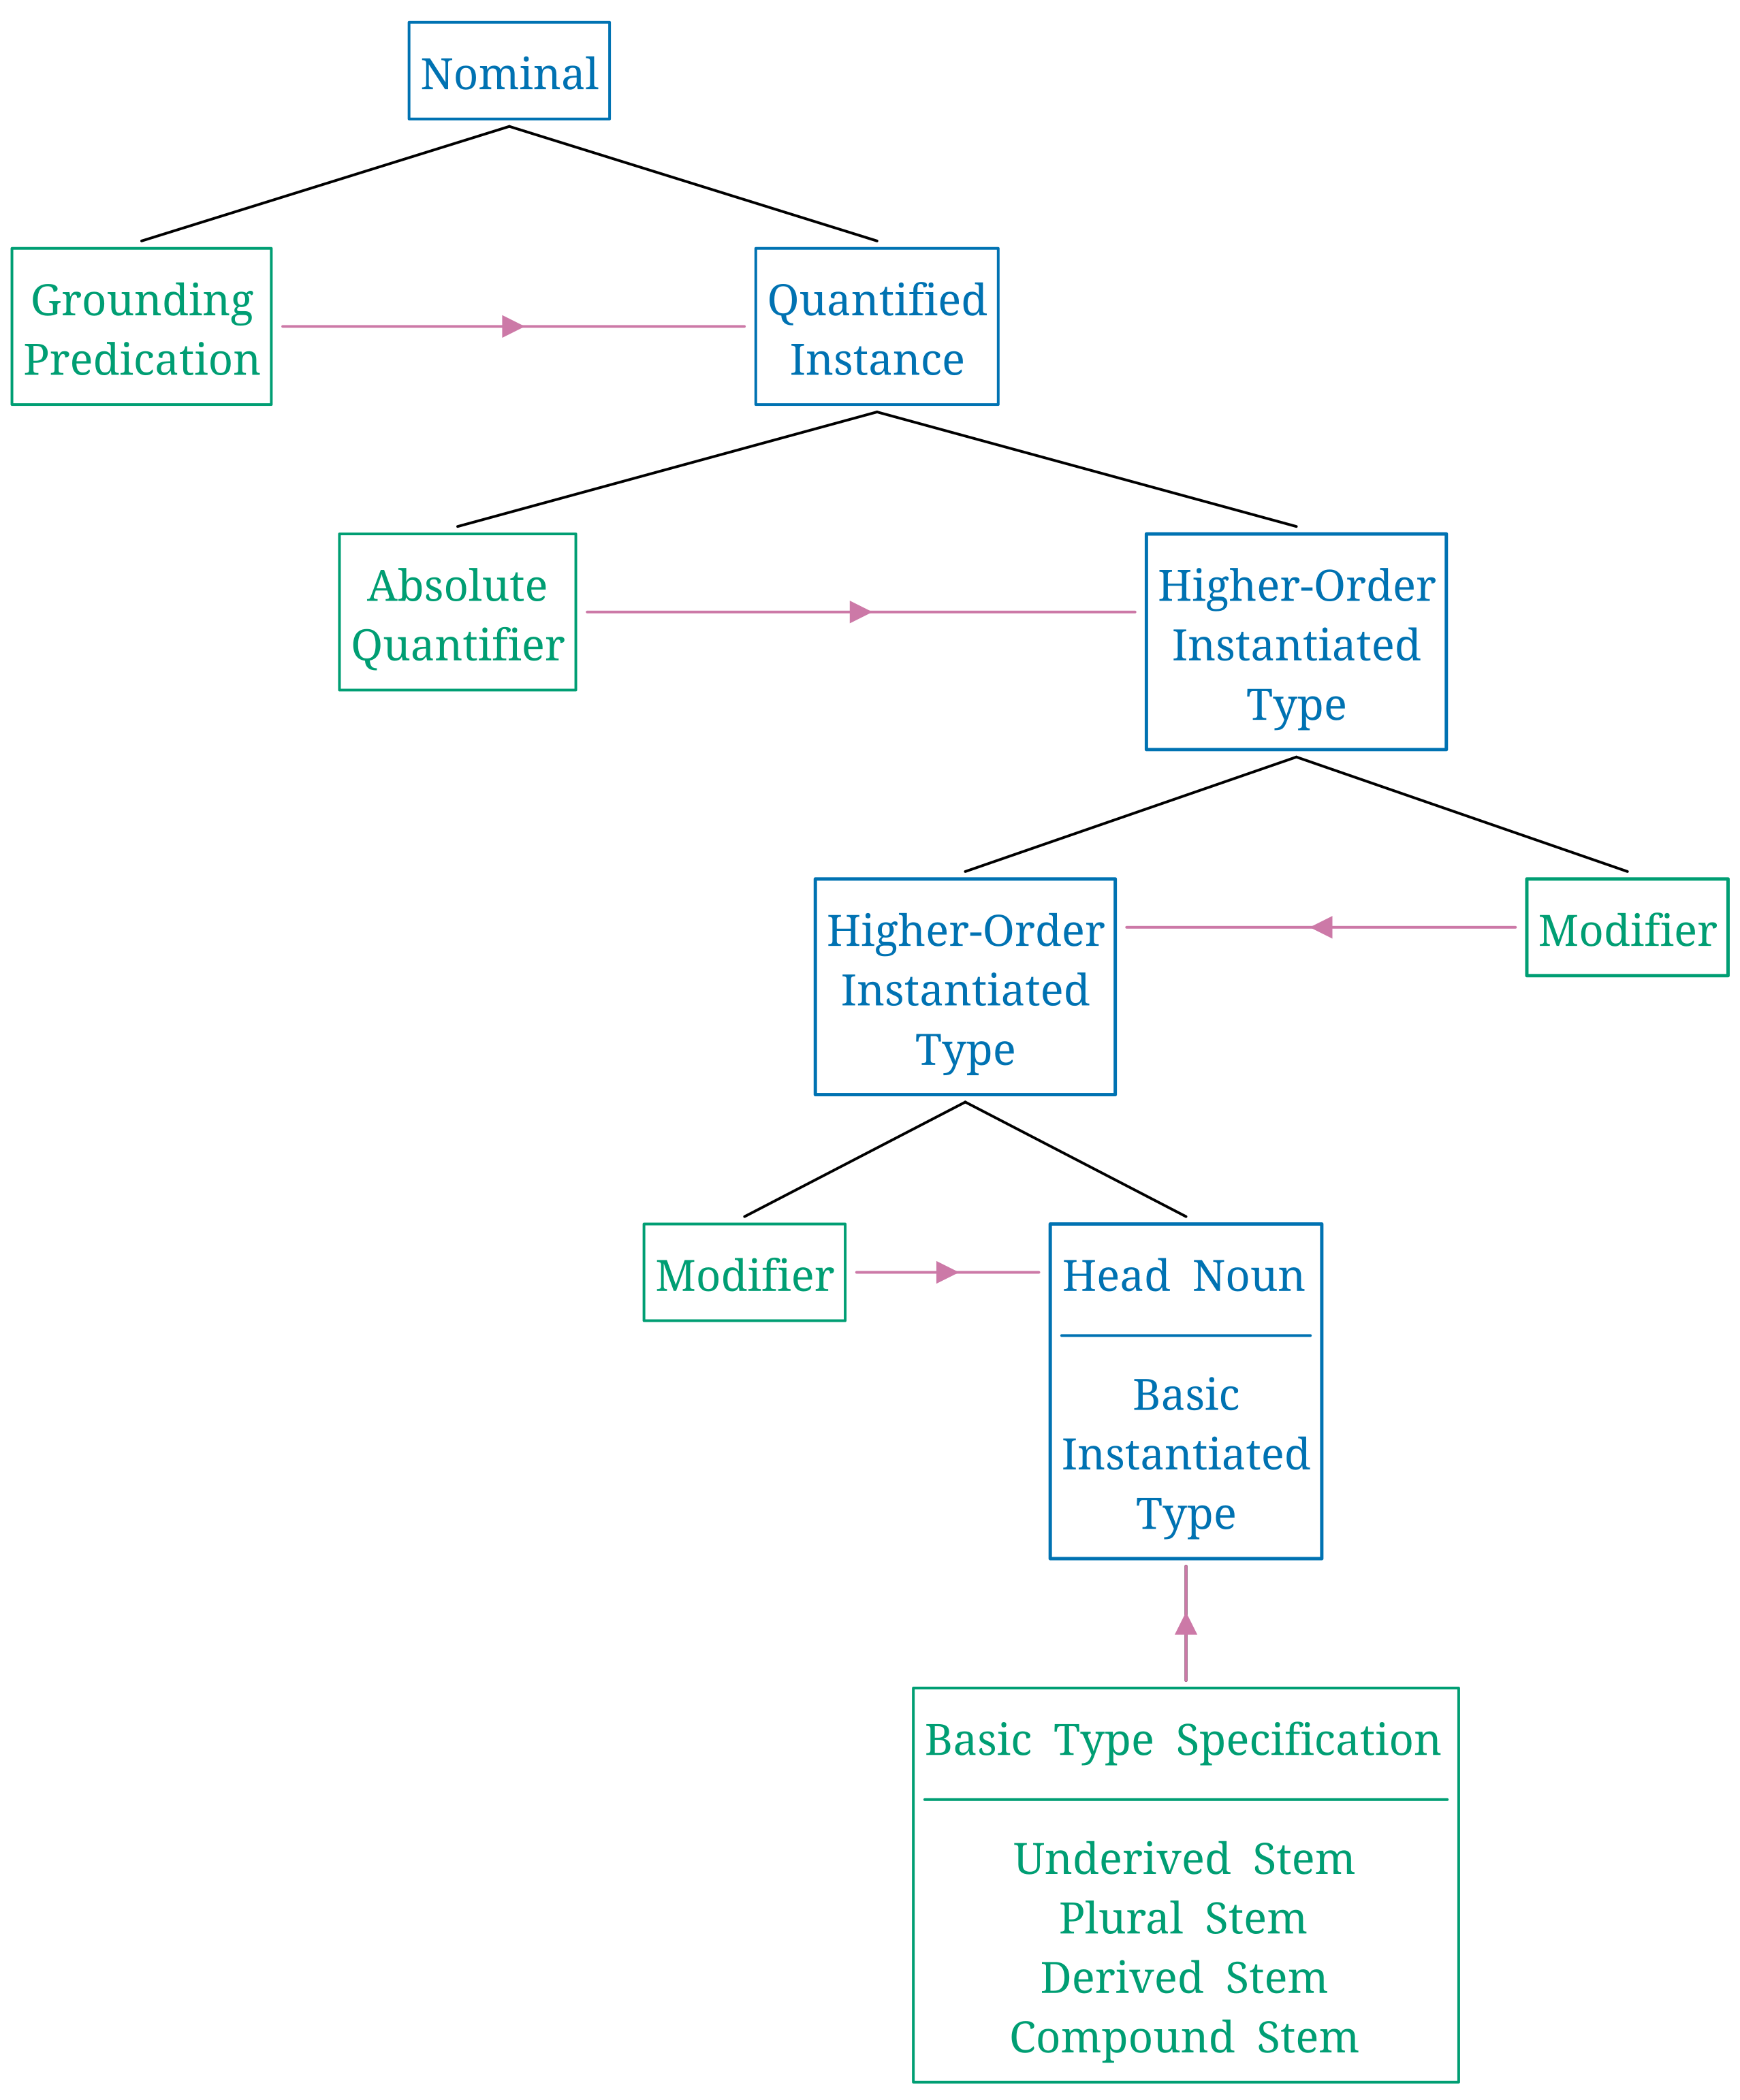 Nominal
Grounding
Predication
Quantified
Instance
Absolute
Quantifier
Higher-Order
Instantiated
Type
Higher-Order
Instantiated
Type
Modifier
Modifier
Head Noun
Basic
Instantiated
Type
Basic Type Specification
Underived Stem
Plural Stem
Derived Stem
Compound Stem